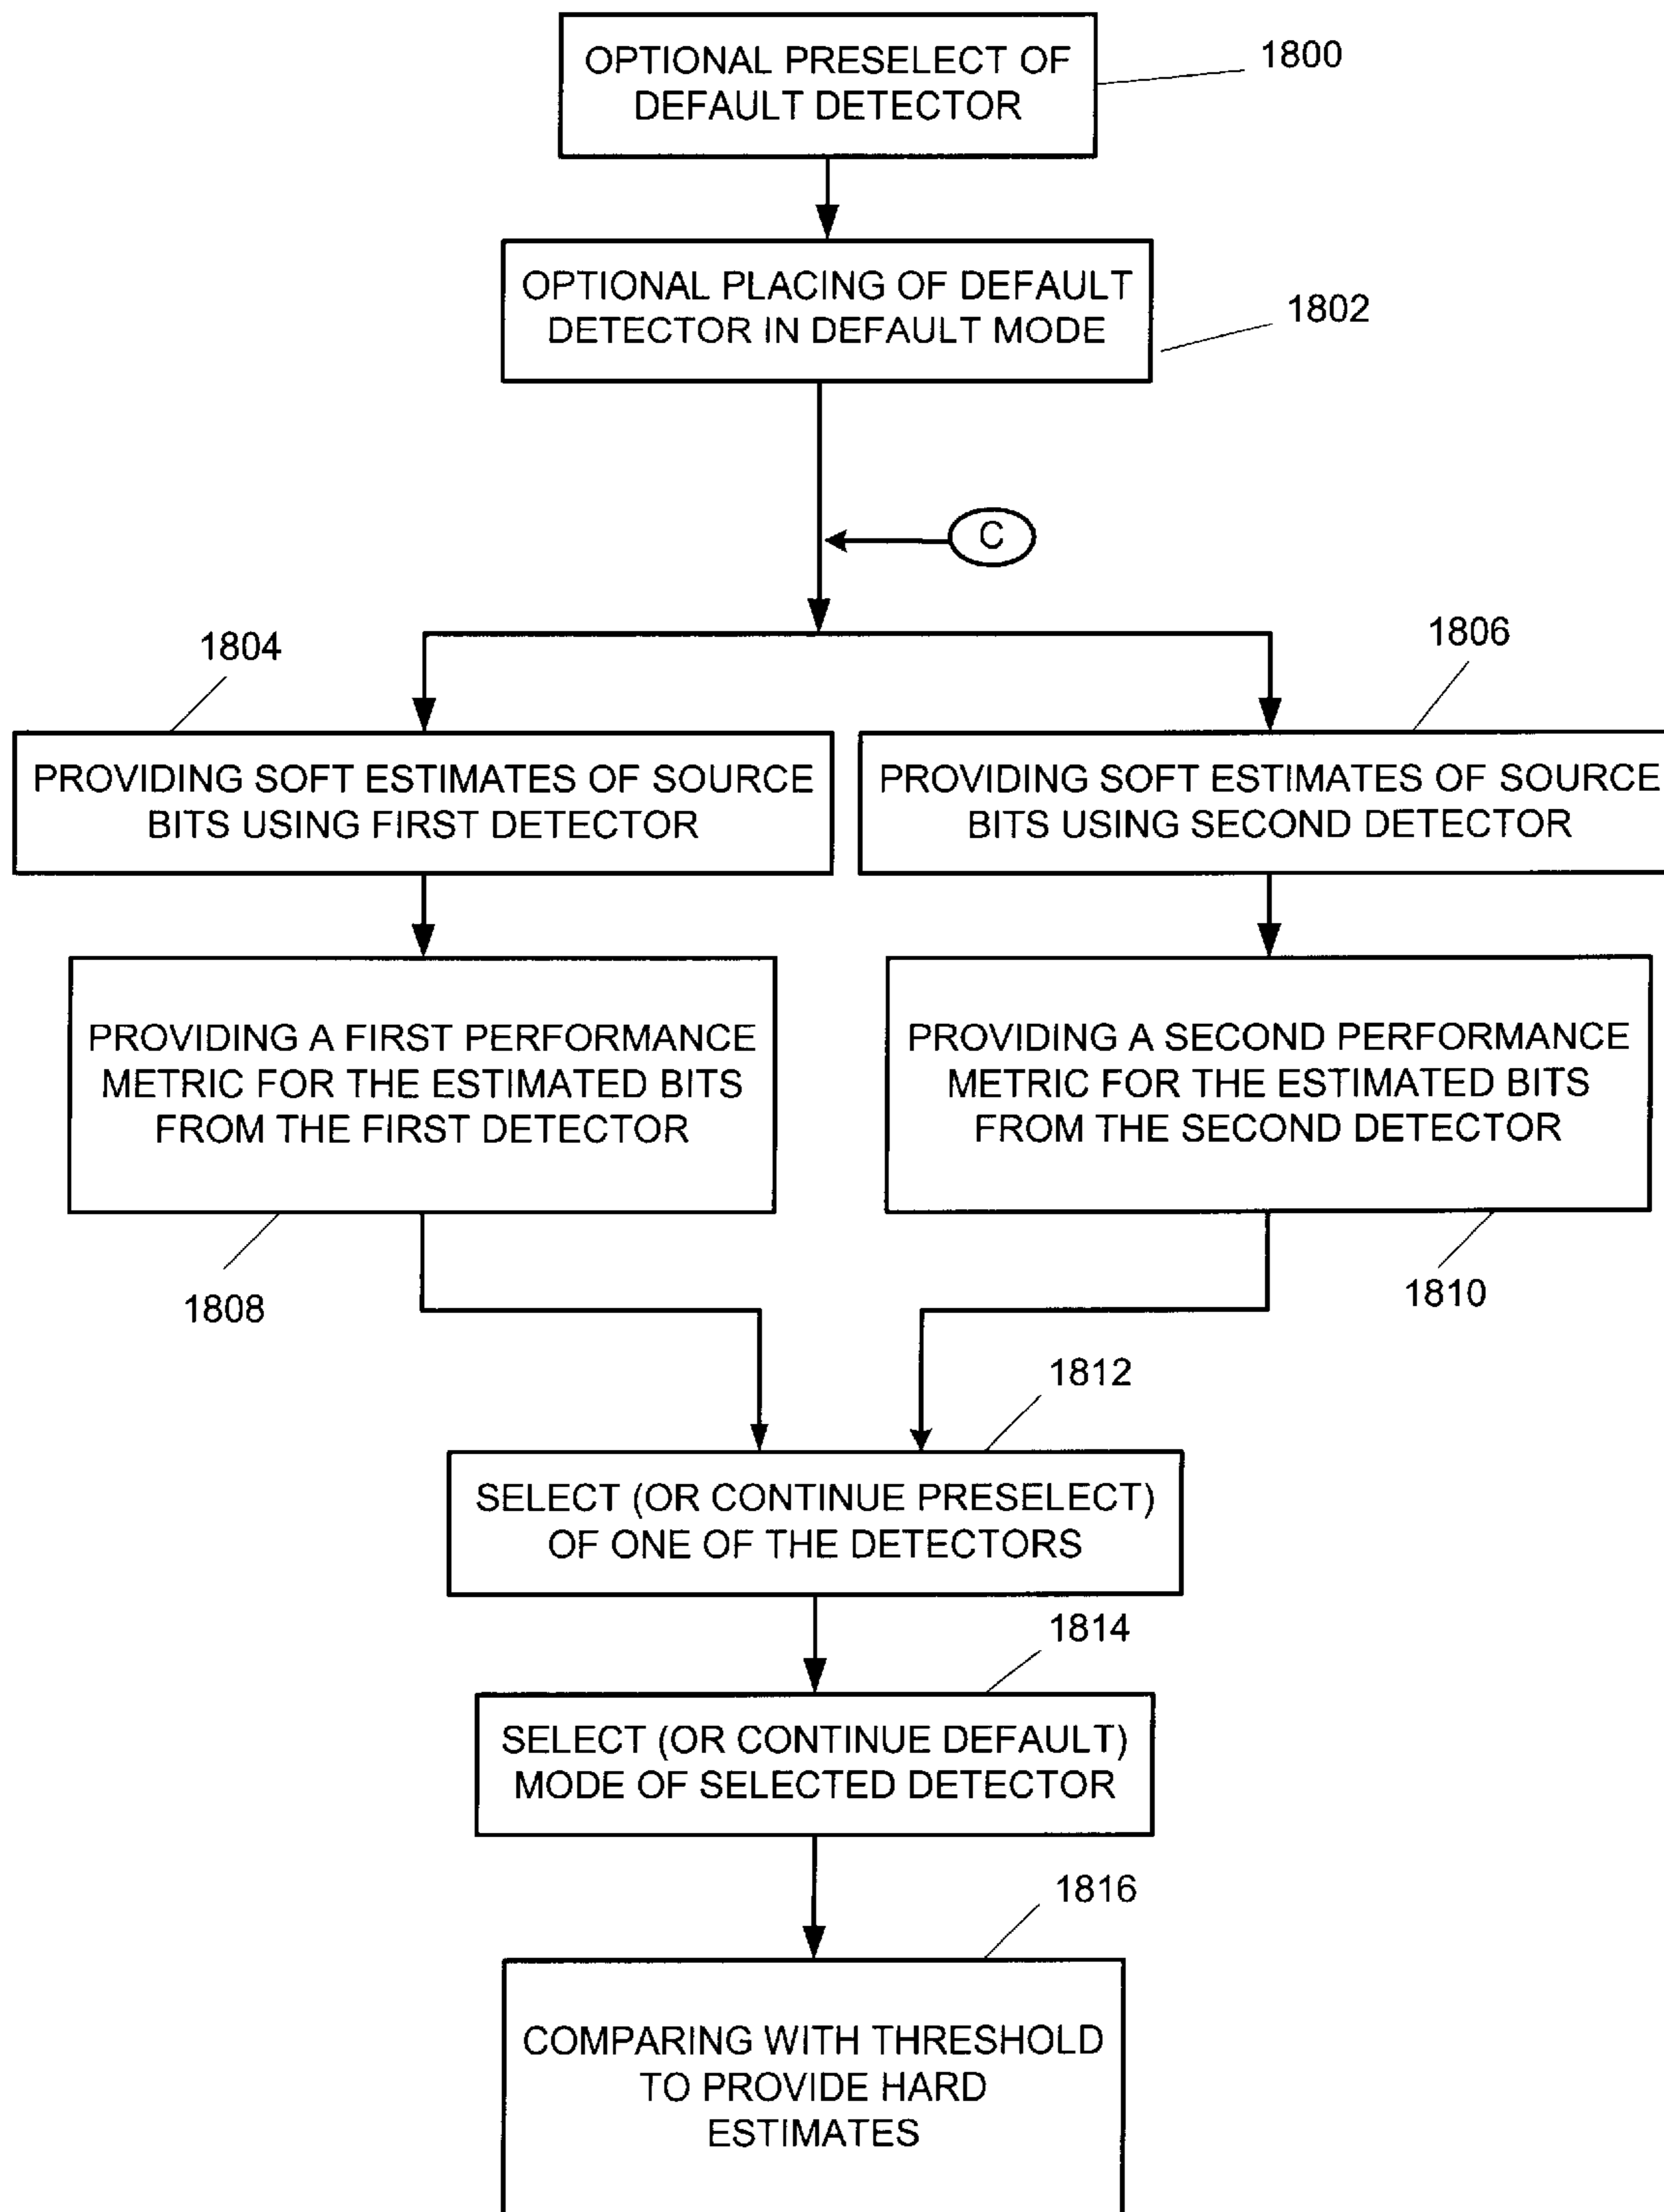 OPTIONAL PRESELECT OF
DEFAULT DETECTOR
1800
OPTIONAL PLACING OF DEFAULT
DETECTOR IN DEFAULT MODE
1802
C
1804
1806
PROVIDING SOFT ESTIMATES OF SOURCE
BITS USING FIRST DETECTOR
PROVIDING SOFT ESTIMATES OF SOURCE
BITS USING SECOND DETECTOR
PROVIDING A FIRST PERFORMANCE
METRIC FOR THE ESTIMATED BITS
FROM THE FIRST DETECTOR
PROVIDING A SECOND PERFORMANCE
METRIC FOR THE ESTIMATED BITS
FROM THE SECOND DETECTOR
1808
1810
1812
SELECT (OR CONTINUE PRESELECT)
OF ONE OF THE DETECTORS
1814
SELECT (OR CONTINUE DEFAULT)
MODE OF SELECTED DETECTOR
1816
COMPARING WITH THRESHOLD
TO PROVIDE HARD
ESTIMATES